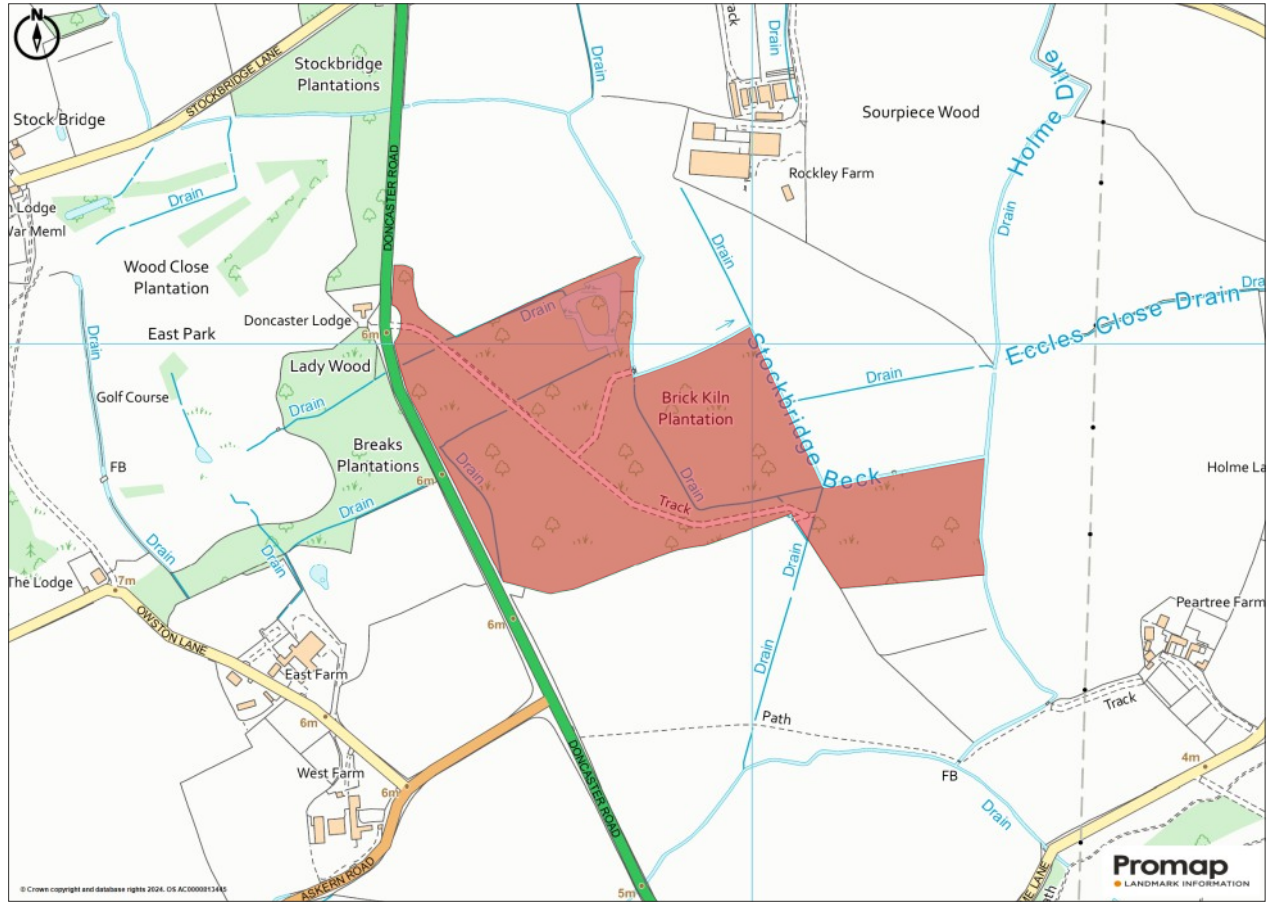 N
STOCKBRIDGE LANE
Stockbridge
Plantations
Drain
Track
Drain
Holme Dike
Stock Bridge
Sourpiece Wood
DONCASTER ROAD
Rockley Farm
Drain
Lodge
War Meml
Drain
Drain
Wood Close
Plantation
Eccles Close Drain
Drain
Doncaster Lodge
East Park
6m
Stockbridge Beck
Lady Wood
Drain
Brick Kiln
Plantation
Golf Course
Drain
Drain
Breaks
Plantations
FB
6m
Drain
Drain
Holme La
Drain
Track
Drain
Drain
Drain
The Lodge
7m
Peartree Farm
OWSTON LANE
6m
Drain
East Farm
Track
6m
Path
DONCASTER ROAD
4m
West Farm
FB
6m
Drain
ASKERN ROAD
5m
ME LANE
ath
Promap
LANDMARK INFORMATION
© Crown copyright and database rights 2024. OS AC0000813445